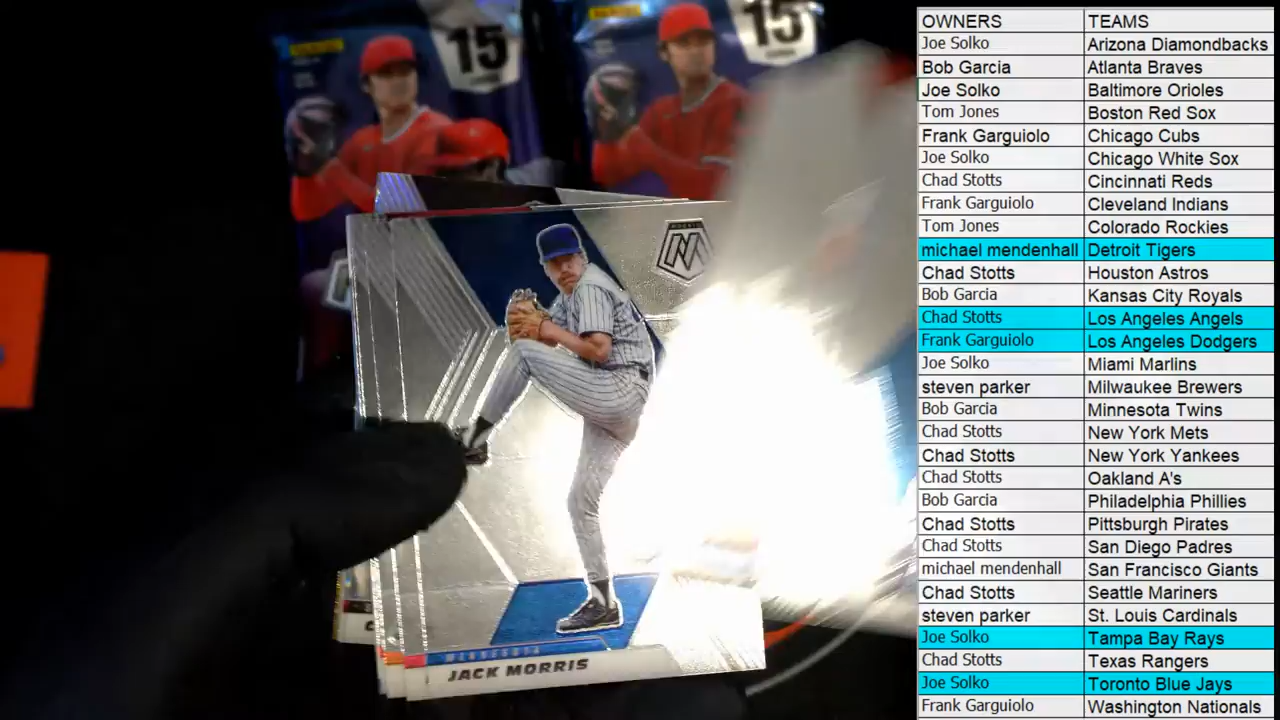 15
15
MINNESOTA
JACK MORRIS
OWNERS TEAMS
Joe Solko Arizona Diamondbacks
Bob Garcia Atlanta Braves
Joe Solko Baltimore Orioles
Tom Jones Boston Red Sox
Frank Garguiolo Chicago Cubs
Joe Solko Chicago White Sox
Chad Stotts Cincinnati Reds
Frank Garguiolo Cleveland Indians
Tom Jones Colorado Rockies
michael mendenhall Detroit Tigers
Chad Stotts Houston Astros
Bob Garcia Kansas City Royals
Chad Stotts Los Angeles Angels
Frank Garguiolo Los Angeles Dodgers
Joe Solko Miami Marlins
steven parker Milwaukee Brewers
Bob Garcia Minnesota Twins
Chad Stotts New York Mets
Chad Stotts New York Yankees
Chad Stotts Oakland A's
Bob Garcia Philadelphia Phillies
Chad Stotts Pittsburgh Pirates
Chad Stotts San Diego Padres
michael mendenhall San Francisco Giants
Chad Stotts Seattle Mariners
steven parker St. Louis Cardinals
Joe Solko Tampa Bay Rays
Chad Stotts Texas Rangers
Joe Solko Toronto Blue Jays
Frank Garguiolo Washington Nationals